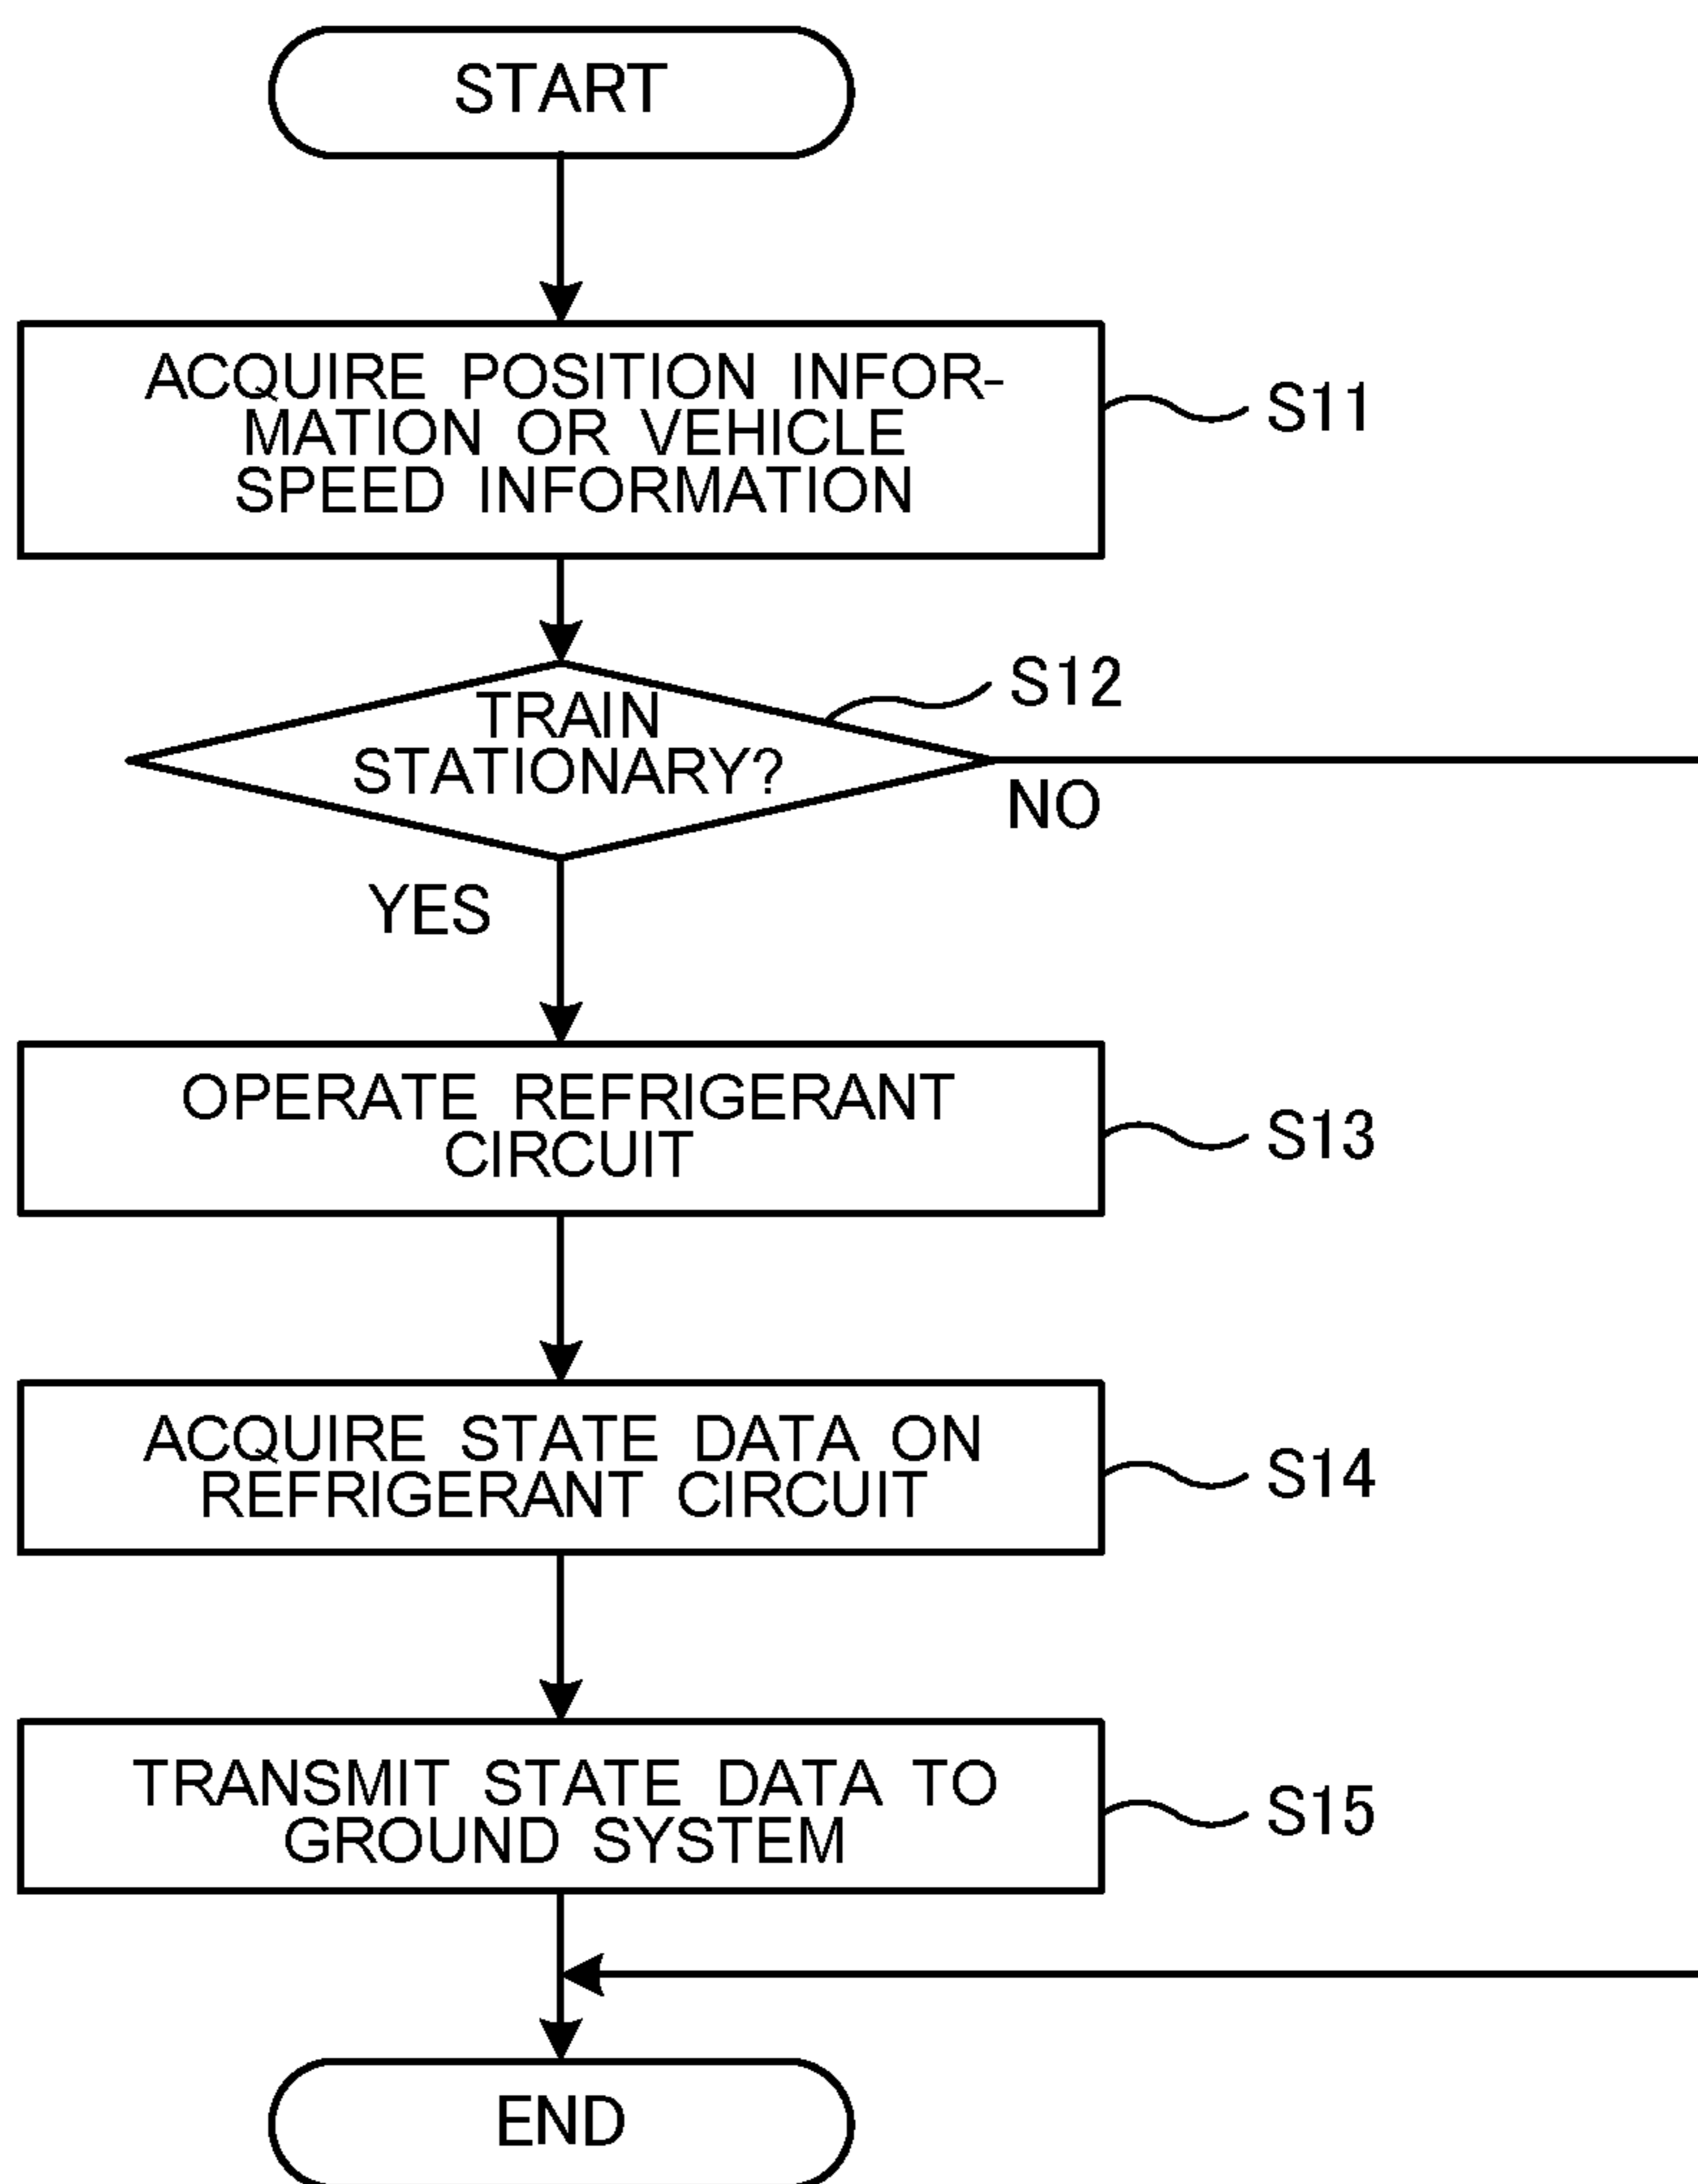 START
ACQUIRE POSITION INFOR-
MATION OR VEHICLE
SPEED INFORMATION
S11
S12
TRAIN
STATIONARY?
NO
YES
OPERATE REFRIGERANT
CIRCUIT
S13
ACQUIRE STATE DATA ON
REFRIGERANT CIRCUIT
S14
TRANSMIT STATE DATA TO
GROUND SYSTEM
S15
END